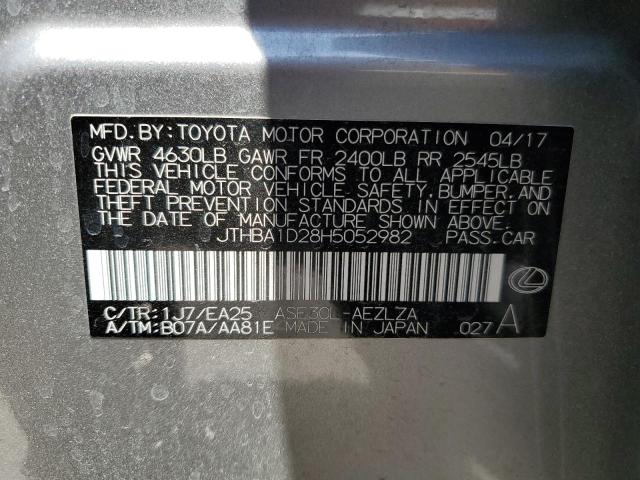 MFD. BY: TOYOTA MOTOR CORPORATION 04/17
GVWR 4630LB GAWR FR 2400LB RR 2545LB
THIS VEHICLE CONFORMS TO ALL APPLICABLE
FEDERAL MOTOR VEHICLE SAFETY, BUMPER, AND
THEFT PREVENTION STANDARDS IN EFFECT ON
THE DATE OF MANUFACTURE SHOWN ABOVE.
JTHBA1D28H5052982 PASS.CAR
C/TR:1J7/EA25 ASE30L-AEZLZA
A/TM:B07A/AA81E MADE IN JAPAN 027 A